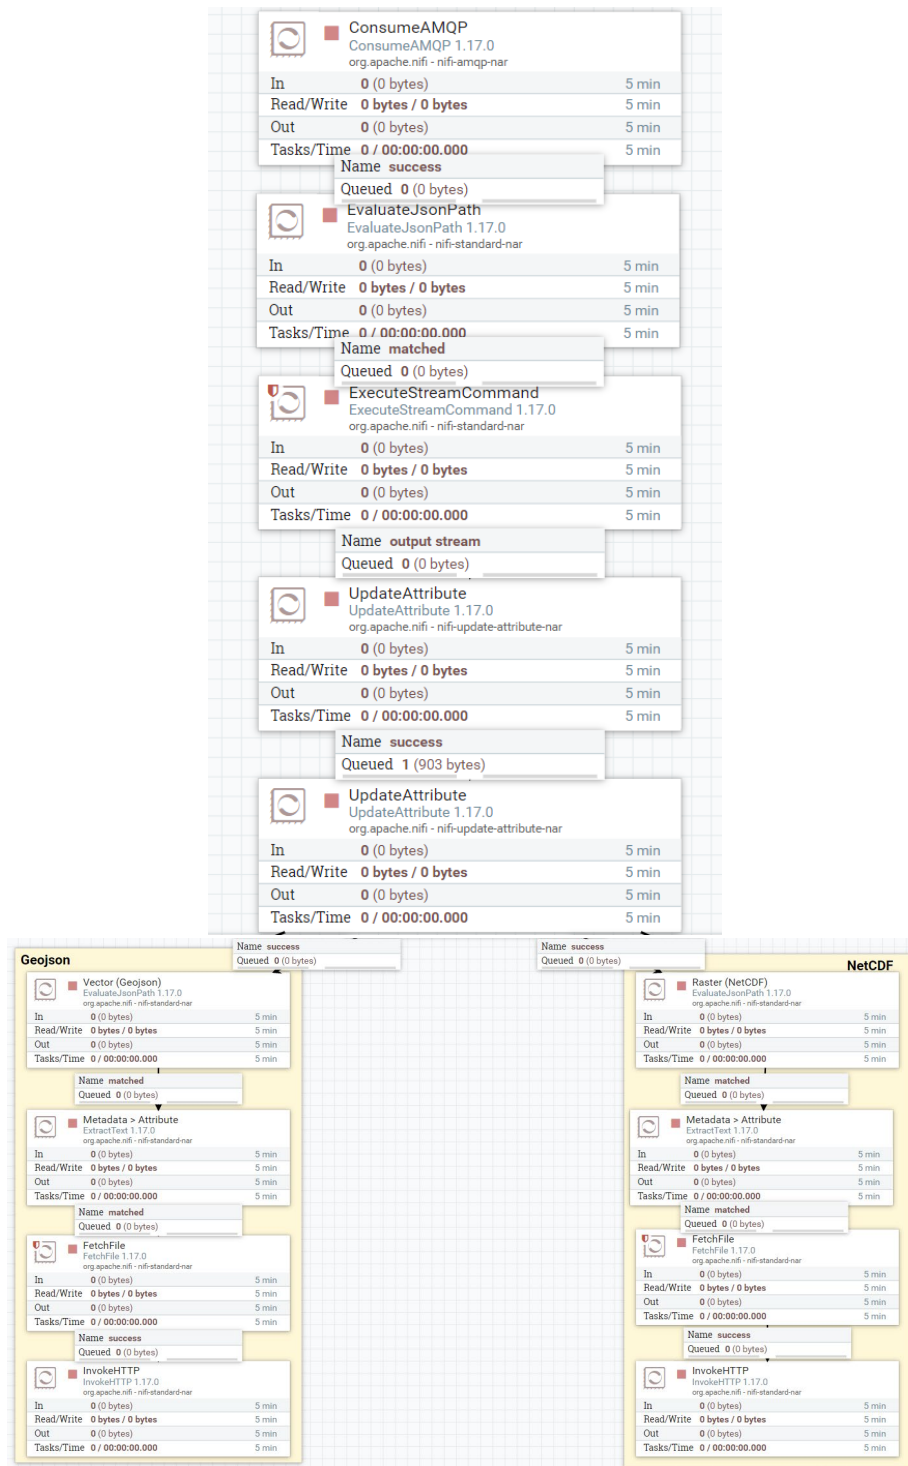 ConsumeAMQP
ConsumeAMQP 1.17.0
org.apache.nifi - nifi-amqp-nar
In 0 (0 bytes) 5 min
Read/Write 0 bytes / 0 bytes 5 min
Out 0 (0 bytes) 5 min
Tasks/Time 0 / 00:00:00.000 5 min
Name success
Queued 0 (0 bytes)
EvaluateJsonPath
EvaluateJsonPath 1.17.0
org.apache.nifi - nifi-standard-nar
In 0 (0 bytes) 5 min
Read/Write 0 bytes / 0 bytes 5 min
Out 0 (0 bytes) 5 min
Tasks/Time 0 / 00:00:00.000 5 min
Name matched
Queued 0 (0 bytes)
ExecuteStreamCommand
ExecuteStreamCommand 1.17.0
org.apache.nifi - nifi-standard-nar
In 0 (0 bytes) 5 min
Read/Write 0 bytes / 0 bytes 5 min
Out 0 (0 bytes) 5 min
Tasks/Time 0 / 00:00:00.000 5 min
Name output stream
Queued 0 (0 bytes)
UpdateAttribute
UpdateAttribute 1.17.0
org.apache.nifi - nifi-update-attribute-nar
In 0 (0 bytes) 5 min
Read/Write 0 bytes / 0 bytes 5 min
Out 0 (0 bytes) 5 min
Tasks/Time 0 / 00:00:00.000 5 min
Name success
Queued 1 (903 bytes)
UpdateAttribute
UpdateAttribute 1.17.0
org.apache.nifi - nifi-update-attribute-nar
In 0 (0 bytes) 5 min
Read/Write 0 bytes / 0 bytes 5 min
Out 0 (0 bytes) 5 min
Tasks/Time 0 / 00:00:00.000 5 min
Name success
Queued 0 (0 bytes)
Geojson
Vector (Geojson)
EvaluateJsonPath 1.17.0
org.apache.nifi - nifi-standard-nar
In 0 (0 bytes) 5 min
Read/Write 0 bytes / 0 bytes 5 min
Out 0 (0 bytes) 5 min
Tasks/Time 0 / 00:00:00.000 5 min
Name matched
Queued 0 (0 bytes)
Metadata > Attribute
ExtractText 1.17.0
org.apache.nifi - nifi-standard-nar
In 0 (0 bytes) 5 min
Read/Write 0 bytes / 0 bytes 5 min
Out 0 (0 bytes) 5 min
Tasks/Time 0 / 00:00:00.000 5 min
Name matched
Queued 0 (0 bytes)
FetchFile
FetchFile 1.17.0
org.apache.nifi - nifi-standard-nar
In 0 (0 bytes) 5 min
Read/Write 0 bytes / 0 bytes 5 min
Out 0 (0 bytes) 5 min
Tasks/Time 0 / 00:00:00.000 5 min
Name success
Queued 0 (0 bytes)
InvokeHTTP
InvokeHTTP 1.17.0
org.apache.nifi - nifi-standard-nar
In 0 (0 bytes) 5 min
Read/Write 0 bytes / 0 bytes 5 min
Out 0 (0 bytes) 5 min
Tasks/Time 0 / 00:00:00.000 5 min
Name success
Queued 0 (0 bytes)
NetCDF
Raster (NetCDF)
EvaluateJsonPath 1.17.0
org.apache.nifi - nifi-standard-nar
In 0 (0 bytes) 5 min
Read/Write 0 bytes / 0 bytes 5 min
Out 0 (0 bytes) 5 min
Tasks/Time 0 / 00:00:00.000 5 min
Name matched
Queued 0 (0 bytes)
Metadata > Attribute
ExtractText 1.17.0
org.apache.nifi - nifi-standard-nar
In 0 (0 bytes) 5 min
Read/Write 0 bytes / 0 bytes 5 min
Out 0 (0 bytes) 5 min
Tasks/Time 0 / 00:00:00.000 5 min
Name matched
Queued 0 (0 bytes)
FetchFile
FetchFile 1.17.0
org.apache.nifi - nifi-standard-nar
In 0 (0 bytes) 5 min
Read/Write 0 bytes / 0 bytes 5 min
Out 0 (0 bytes) 5 min
Tasks/Time 0 / 00:00:00.000 5 min
Name success
Queued 0 (0 bytes)
InvokeHTTP
InvokeHTTP 1.17.0
org.apache.nifi - nifi-standard-nar
In 0 (0 bytes) 5 min
Read/Write 0 bytes / 0 bytes 5 min
Out 0 (0 bytes) 5 min
Tasks/Time 0 / 00:00:00.000 5 min